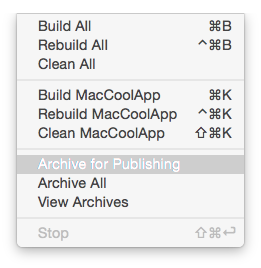 Build All ⌘B
Rebuild All ^⌘B
Clean All
Build MacCoolApp ⌘K
Rebuild MacCoolApp ^⌘K
Clean MacCoolApp ⇧⌘K
Archive for Publishing
Archive All
View Archives
Stop ⇧⌘↩